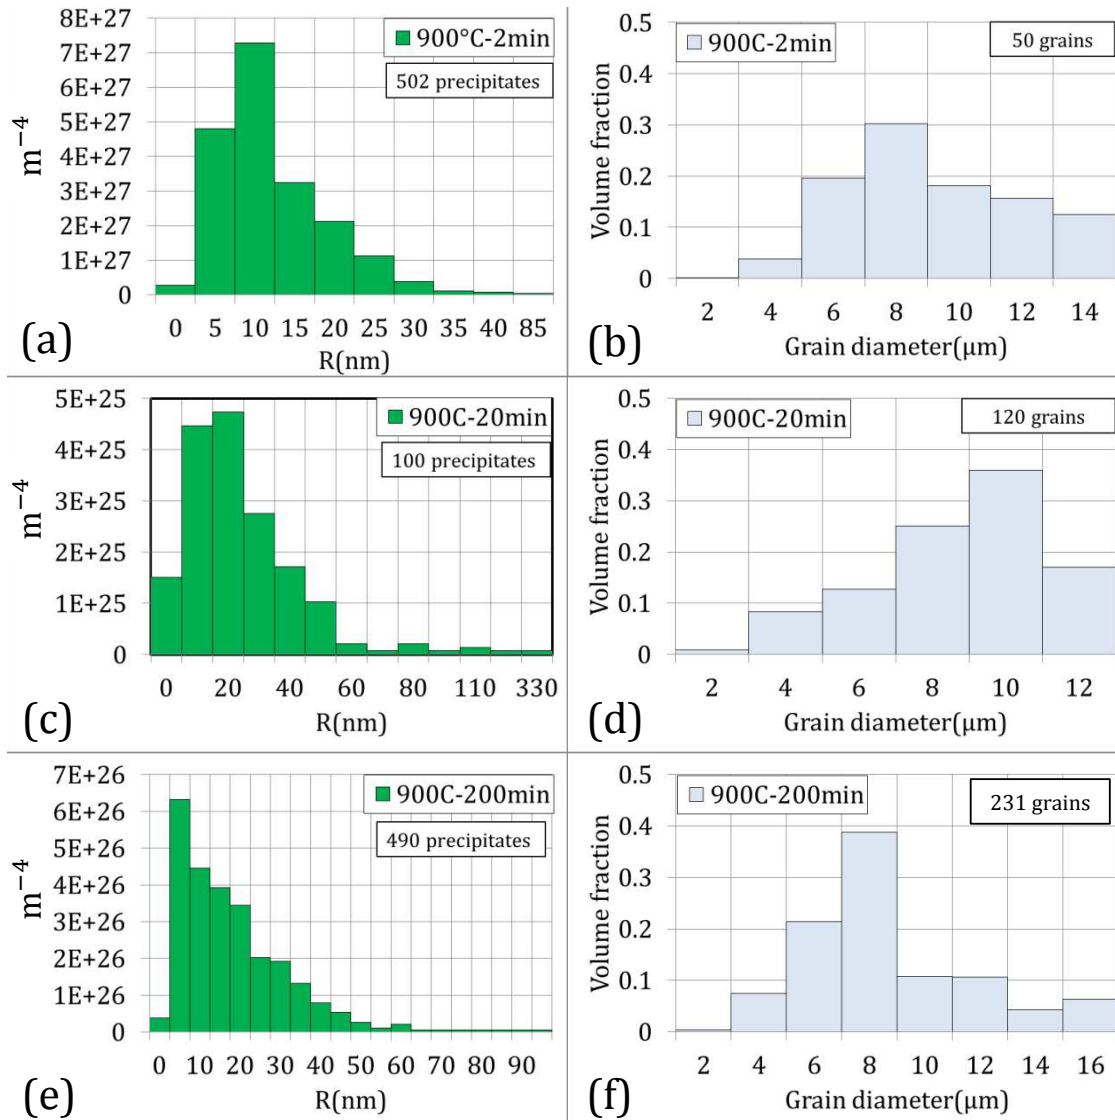 8E+27
7E+27
6E+27
5E+27
4E+27
3E+27
2E+27
1E+27
0
m⁻⁴
900°C-2min
502 precipitates
0 5 10 15 20 25 30 35 40 85
R(nm)
(a)
0.5
0.4
0.3
0.2
0.1
0
Volume fraction
900C-2min
50 grains
2 4 6 8 10 12 14
Grain diameter(μm)
(b)
5E+25
4E+25
3E+25
2E+25
1E+25
0
m⁻⁴
900C-20min
100 precipitates
0 20 40 60 80 110 330
R(nm)
(c)
0.5
0.4
0.3
0.2
0.1
0
Volume fraction
900C-20min
120 grains
2 4 6 8 10 12
Grain diameter(μm)
(d)
7E+26
6E+26
5E+26
4E+26
3E+26
2E+26
1E+26
0
m⁻⁴
900C-200min
490 precipitates
0 10 20 30 40 50 60 70 80 90
R(nm)
(e)
0.5
0.4
0.3
0.2
0.1
0
Volume fraction
900C-200min
231 grains
2 4 6 8 10 12 14 16
Grain diameter(μm)
(f)